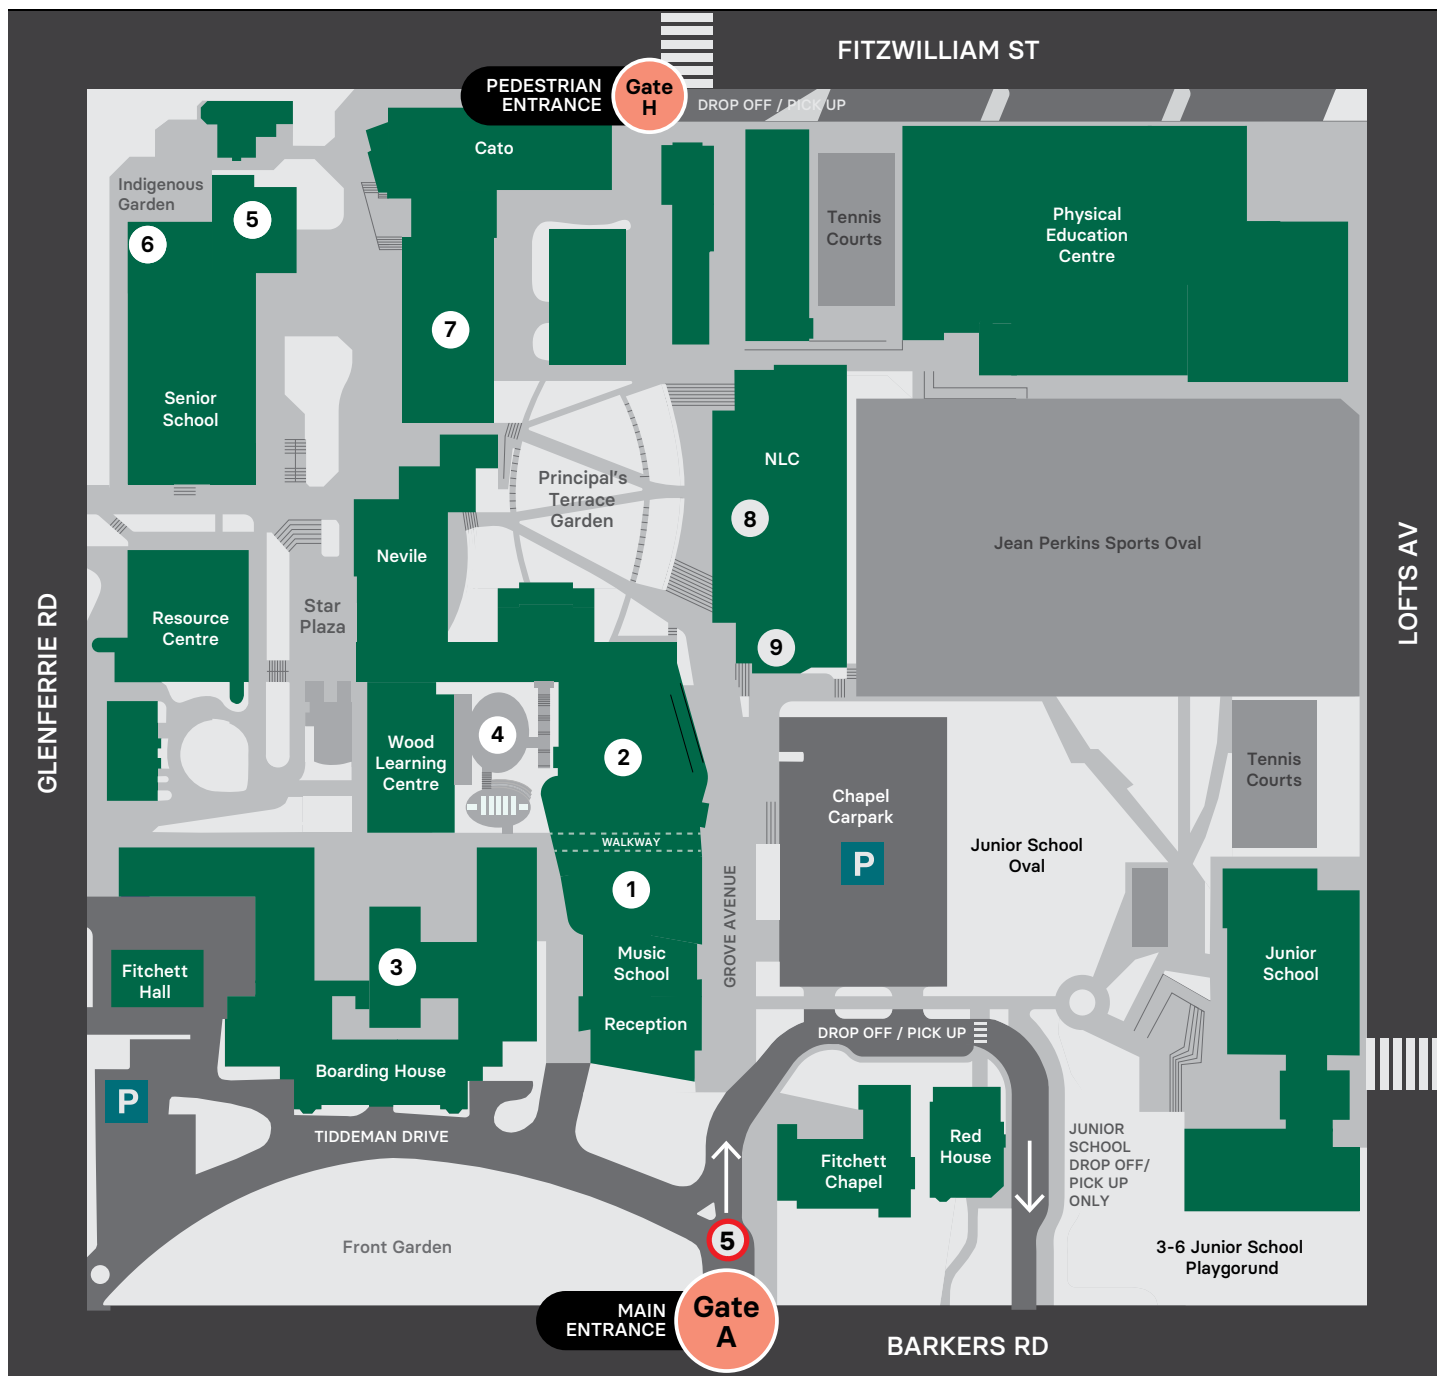 FITZWILLIAM ST
PEDESTRIAN
ENTRANCE
Gate
H
DROP OFF / PICK UP
Cato
Indigenous
Garden
5
6
Tennis
Courts
Physical
Education
Centre
7
Senior
School
NLC
Principal's
Terrace
Garden
8
Jean Perkins Sports Oval
Nevile
Star
Plaza
Resource
Centre
9
GLENFERRIE RD
LOFTS AV
4
Wood
Learning
Centre
2
Tennis
Courts
Chapel
Carpark
P
WALKWAY
Junior School
Oval
1
GROVE AVENUE
Music
School
3
Fitchett
Hall
Junior
School
Reception
DROP OFF / PICK UP
Boarding House
P
TIDDEMAN DRIVE
Red
House
Fitchett
Chapel
JUNIOR
SCHOOL
DROP OFF/
PICK UP
ONLY
5
Front Garden
3-6 Junior School
Playgorund
MAIN
ENTRANCE
Gate
A
BARKERS RD